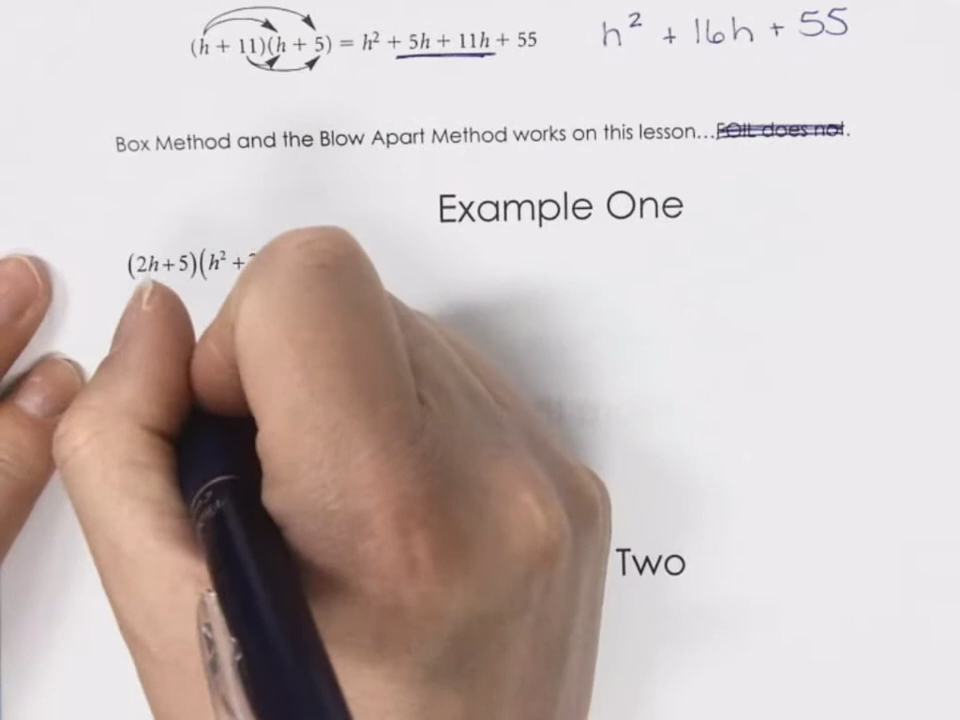 (h + 11)(h + 5) = h² + 5h + 11h + 55 h² + 16h + 55
Box Method and the Blow Apart Method works on this lesson...FOIL does not.
Example One
(2h+5)(h² +
Two